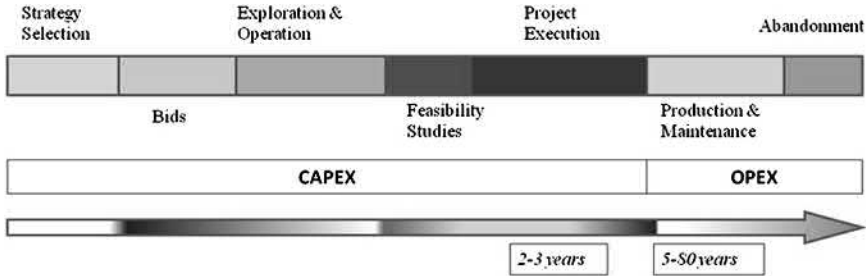 Strategy
Selection
Exploration &
Operation
Project
Execution
Abandonment
Bids
Feasibility
Studies
Production &
Maintenance
CAPEX
OPEX
2-3 years
5-80 years